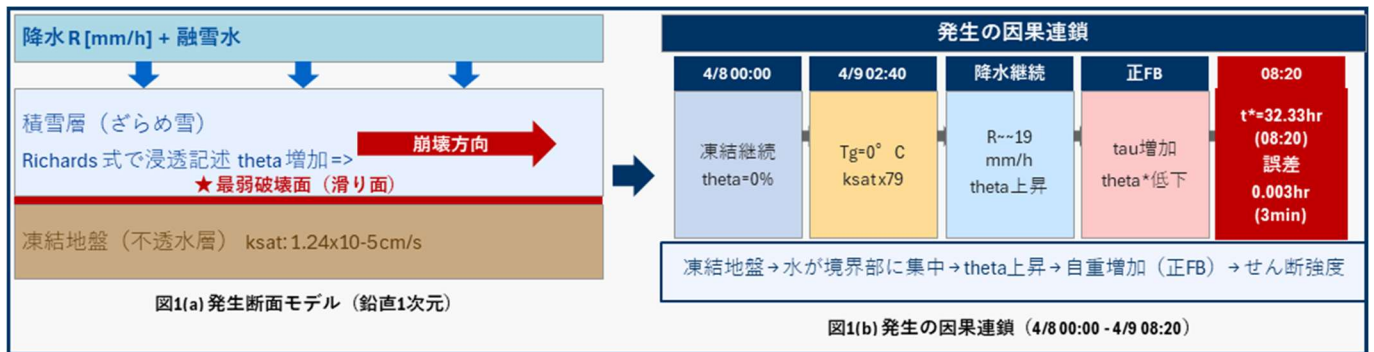 降水R[mm/h] + 融雪水
積雪層（ざらめ雪）
Richards 式で浸透記述 theta 増加 =>
崩壊方向
★最弱破壊面（滑り面）
凍結地盤（不透水層） ksat: 1.24x10-5cm/s
図1(a) 発生断面モデル（鉛直1次元）
発生の因果連鎖
4/8 00:00
凍結継続
theta=0%
4/9 02:40
Tg=0°C
ksatx79
降水継続
R~~19
mm/h
theta上昇
正FB
tau増加
theta*低下
08:20
t*=32.33hr
(08:20)
誤差
0.003hr
(3min)
凍結地盤→水が境界部に集中→theta上昇→自重増加（正FB）→せん断強度
図1(b) 発生の因果連鎖（4/8 00:00 - 4/9 08:20）